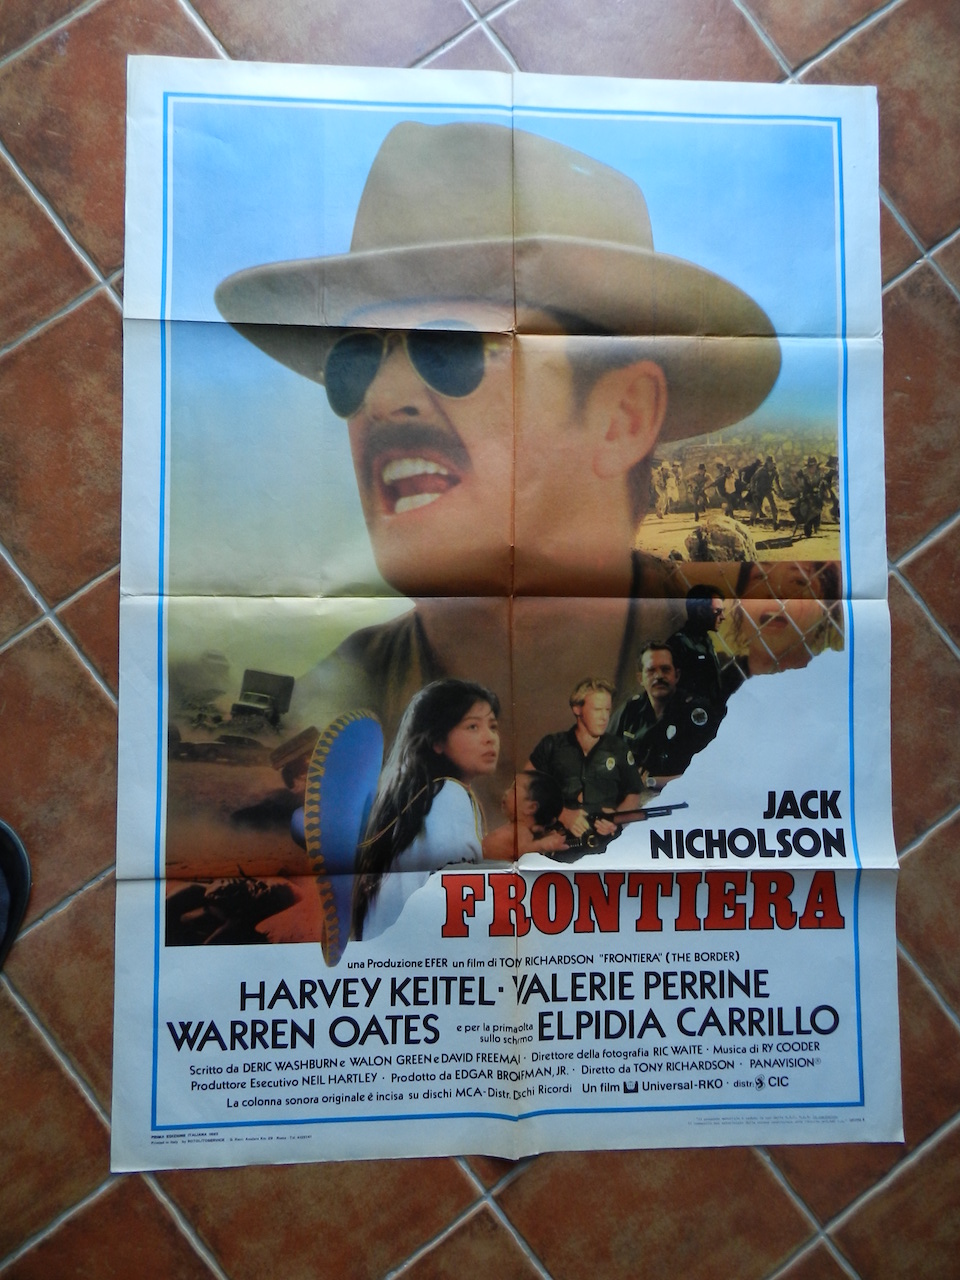 JACK
NICHOLSON
FRONTIERA
una Produzione EFER un film di TONY RICHARDSON "FRONTIERA" (THE BORDER)
HARVEY KEITEL · VALERIE PERRINE
WARREN OATES e per la prima volta sullo schermo ELPIDIA CARRILLO
Scritto da DERIC WASHBURN e WALON GREEN e DAVID FREEMAN · Direttore della fotografia RIC WAITE · Musica di RY COODER
Produttore Esecutivo NEIL HARTLEY · Prodotto da EDGAR BRONFMAN, JR. · Diretto da TONY RICHARDSON · PANAVISION®
La colonna sonora originale è incisa su dischi MCA-Distr. Dischi Ricordi Un film Universal-RKO · distr. CIC
PRIMA EDIZIONE ITALIANA 1982